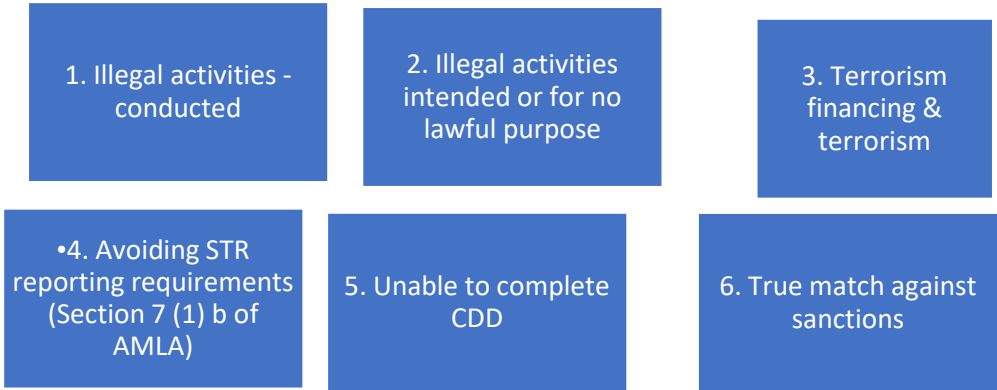 1. Illegal activities -
conducted
2. Illegal activities
intended or for no
lawful purpose
3. Terrorism
financing &
terrorism
•4. Avoiding STR
reporting requirements
(Section 7 (1) b of
AMLA)
5. Unable to complete
CDD
6. True match against
sanctions